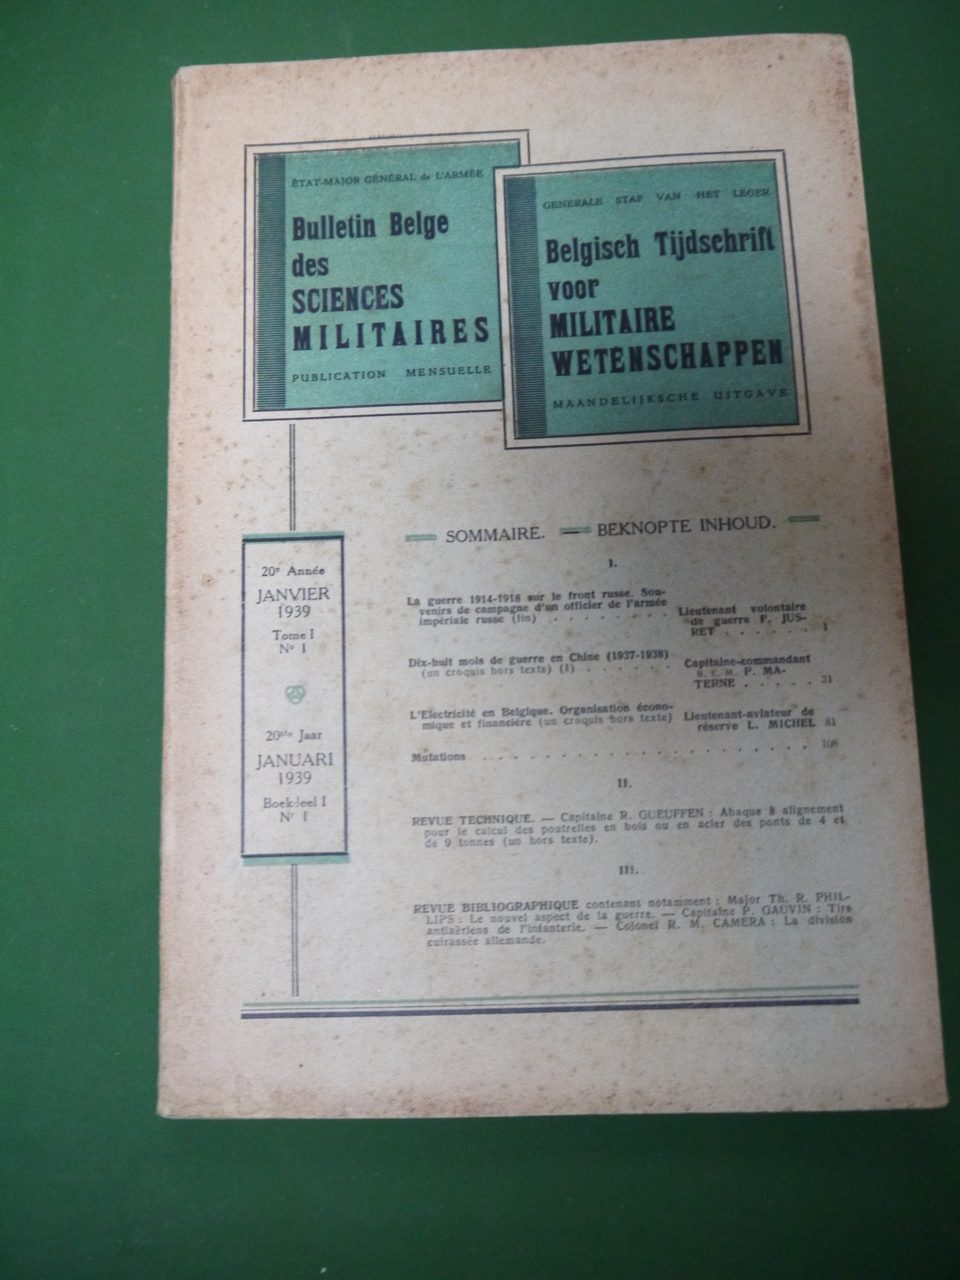 ÉTAT-MAJOR GÉNÉRAL de L'ARMÉE
Bulletin Belge
des
SCIENCES
MILITAIRES
PUBLICATION MENSUELLE
GENERALE STAF VAN HET LEGER
Belgisch Tijdschrift
voor
MILITAIRE
WETENSCHAPPEN
MAANDELIJKSCHE UITGAVE
20e Année
JANVIER
1939
Tome I
No 1
20ste Jaar
JANUARI
1939
Boekdeel I
Nr 1
SOMMAIRE. — BEKNOPTE INHOUD.
I.
La guerre 1914-1918 sur le front russe. Sou-
venirs de campagne d'un officier de l'armée
impériale russe (fin) . . . . . . . .
Lieutenant volontaire
de guerre F. JUS-
RET . . . . . . 1
Dix-huit mois de guerre en Chine (1937-1938)
(un croquis hors texte) (I) . . . . . .
Capitaine-commandant
B. E. M. P. MA-
TERNE . . . . . 31
L'Electricité en Belgique. Organisation écono-
mique et financière (un croquis hors texte)
Lieutenant-aviateur de
réserve L. MICHEL 81
Mutations . . . . . . . . . . . . . . . . . . . . 108
II.
REVUE TECHNIQUE. — Capitaine R. GUEUFFEN : Abaque à alignement
pour le calcul des poutrelles en bois ou en acier des ponts de 4 et
de 9 tonnes (un hors texte).
III.
REVUE BIBLIOGRAPHIQUE contenant notamment : Major Th. R. PHIL-
LIPS : Le nouvel aspect de la guerre. — Capitaine P. GAUVIN : Tirs
antiaériens de l'infanterie. — Colonel R. M. CAMERA : La division
cuirassée allemande.